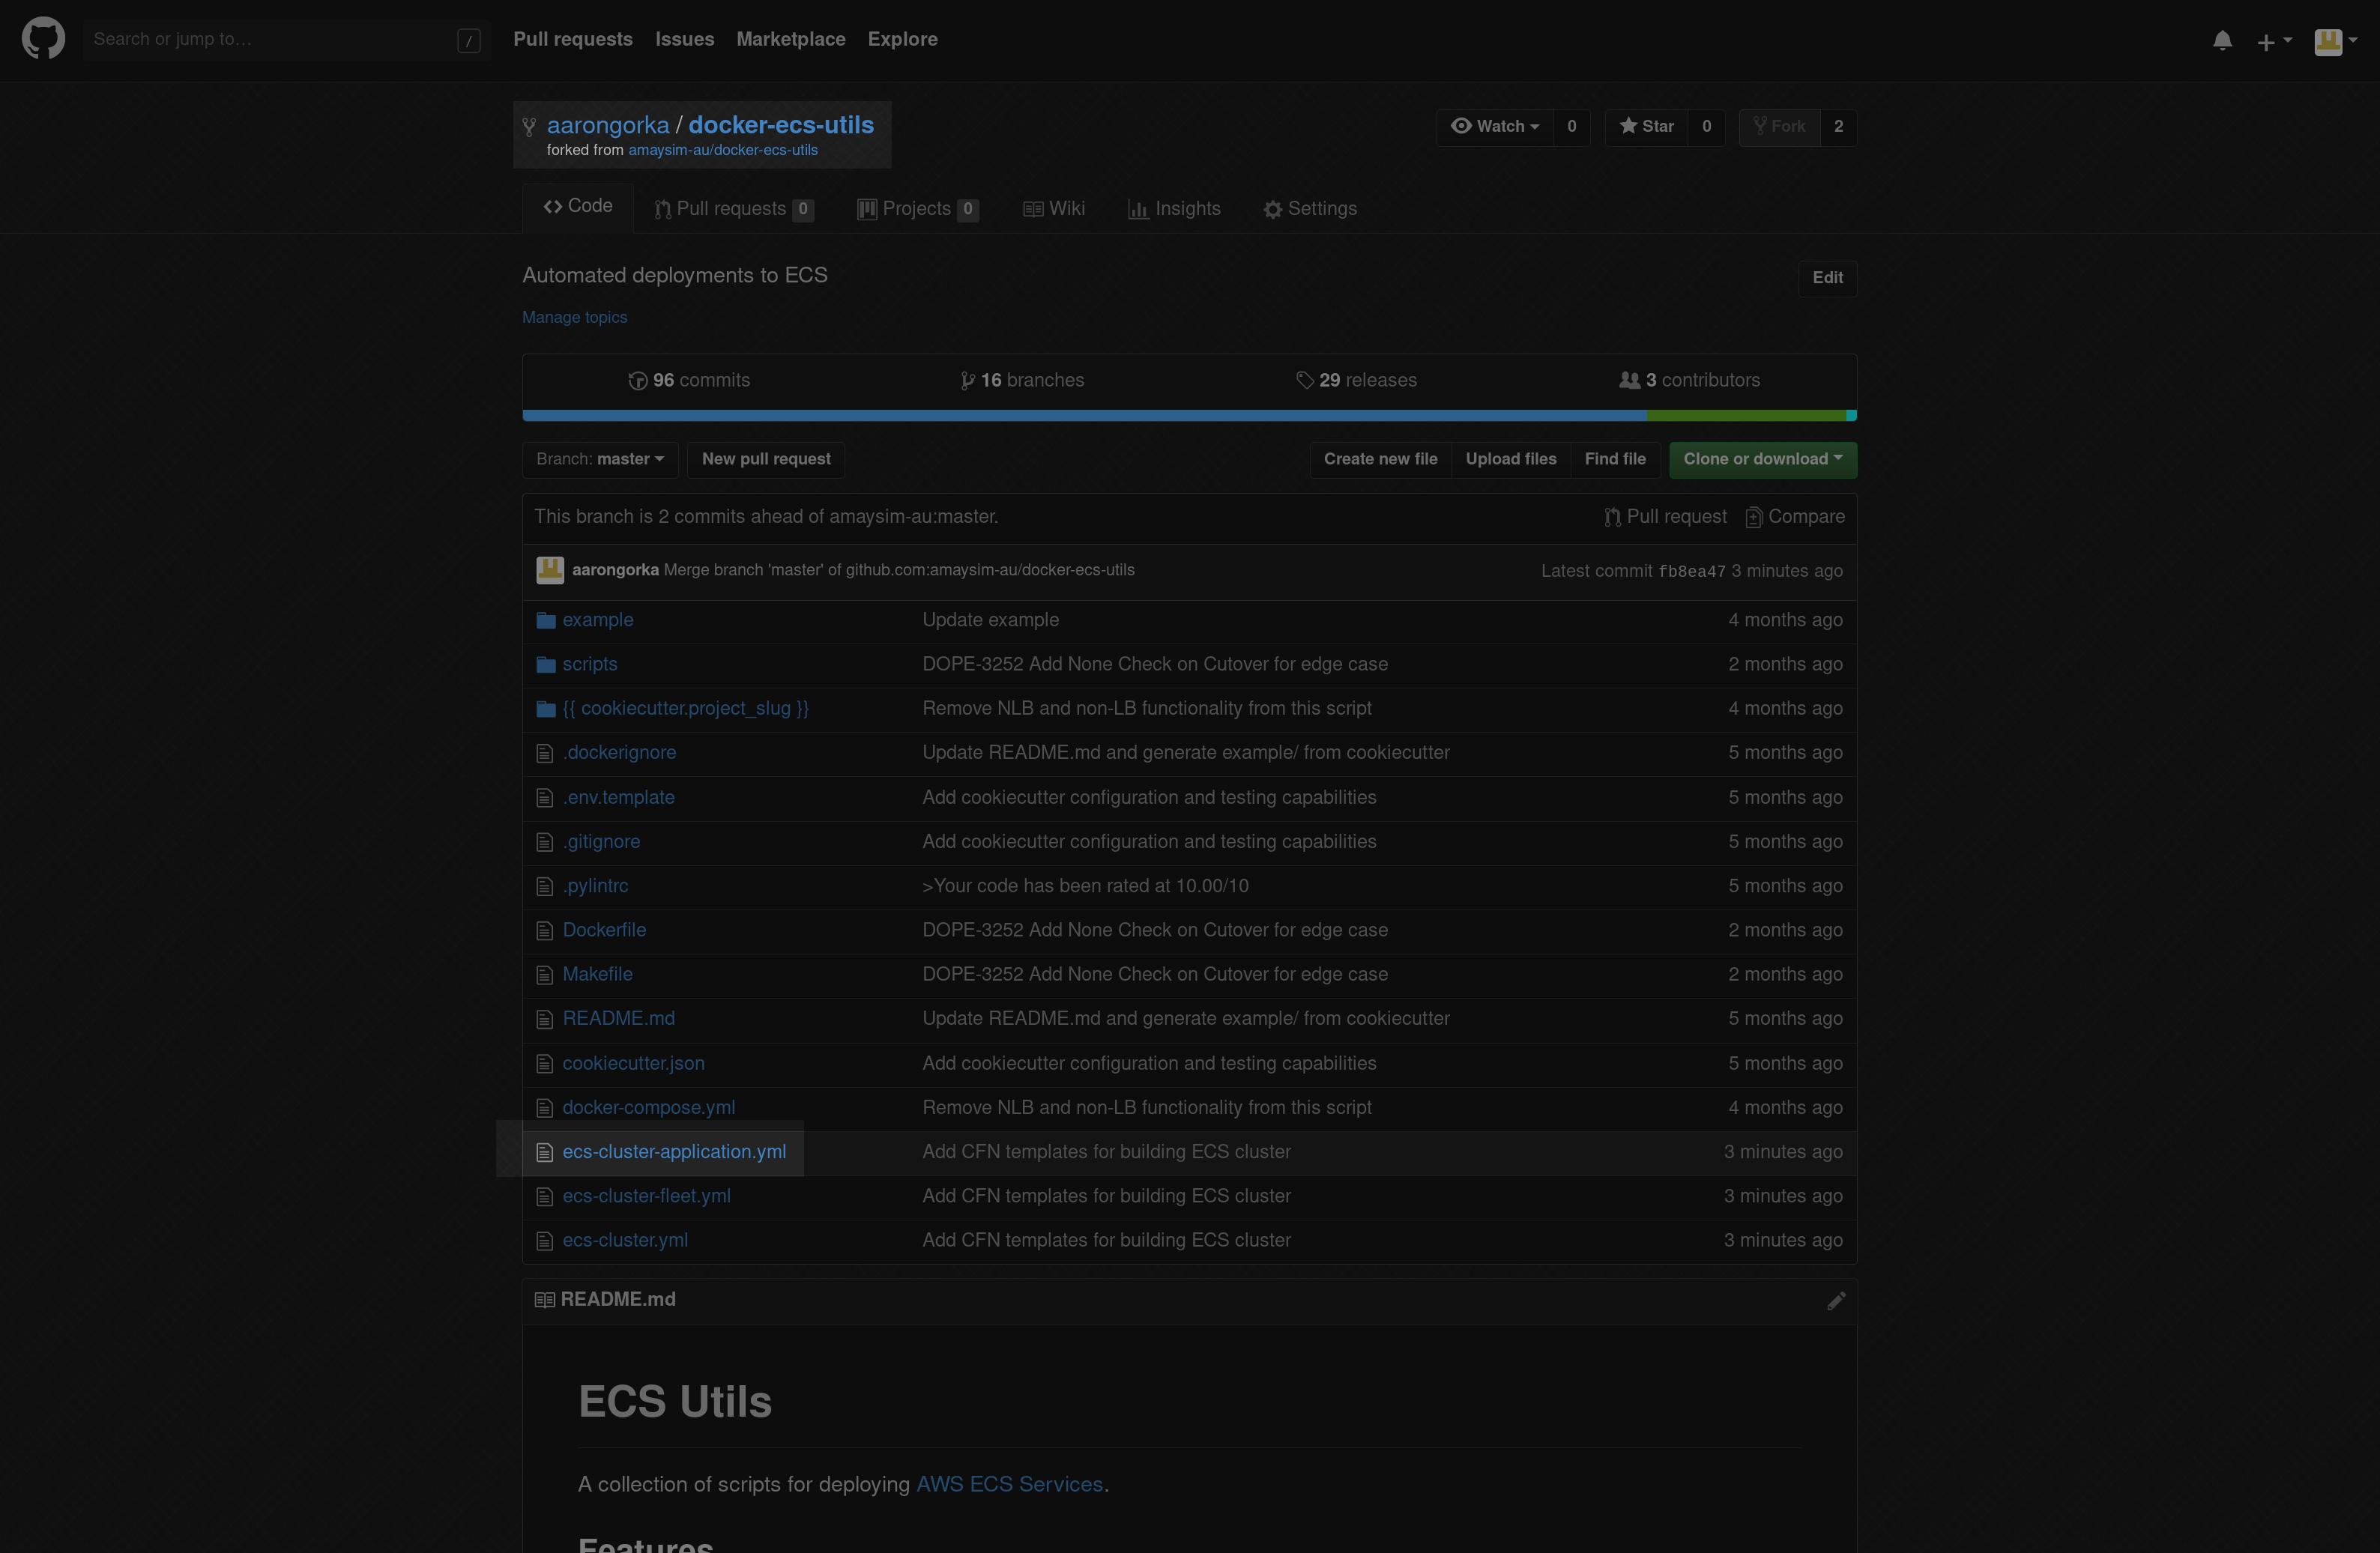 Search or jump to… /
Pull requests Issues Marketplace Explore
aarongorka / docker-ecs-utils
forked from amaysim-au/docker-ecs-utils
Watch 0 Star 0 Fork 2
Code Pull requests 0 Projects 0 Wiki Insights Settings
Automated deployments to ECS Edit
Manage topics
96 commits 16 branches 29 releases 3 contributors
Branch: master New pull request Create new file Upload files Find file Clone or download
This branch is 2 commits ahead of amaysim-au:master. Pull request Compare
aarongorka Merge branch 'master' of github.com:amaysim-au/docker-ecs-utils Latest commit fb8ea47 3 minutes ago
example Update example 4 months ago
scripts DOPE-3252 Add None Check on Cutover for edge case 2 months ago
{{ cookiecutter.project_slug }} Remove NLB and non-LB functionality from this script 4 months ago
.dockerignore Update README.md and generate example/ from cookiecutter 5 months ago
.env.template Add cookiecutter configuration and testing capabilities 5 months ago
.gitignore Add cookiecutter configuration and testing capabilities 5 months ago
.pylintrc >Your code has been rated at 10.00/10 5 months ago
Dockerfile DOPE-3252 Add None Check on Cutover for edge case 2 months ago
Makefile DOPE-3252 Add None Check on Cutover for edge case 2 months ago
README.md Update README.md and generate example/ from cookiecutter 5 months ago
cookiecutter.json Add cookiecutter configuration and testing capabilities 5 months ago
docker-compose.yml Remove NLB and non-LB functionality from this script 4 months ago
ecs-cluster-application.yml Add CFN templates for building ECS cluster 3 minutes ago
ecs-cluster-fleet.yml Add CFN templates for building ECS cluster 3 minutes ago
ecs-cluster.yml Add CFN templates for building ECS cluster 3 minutes ago
README.md
ECS Utils
A collection of scripts for deploying AWS ECS Services.
Features